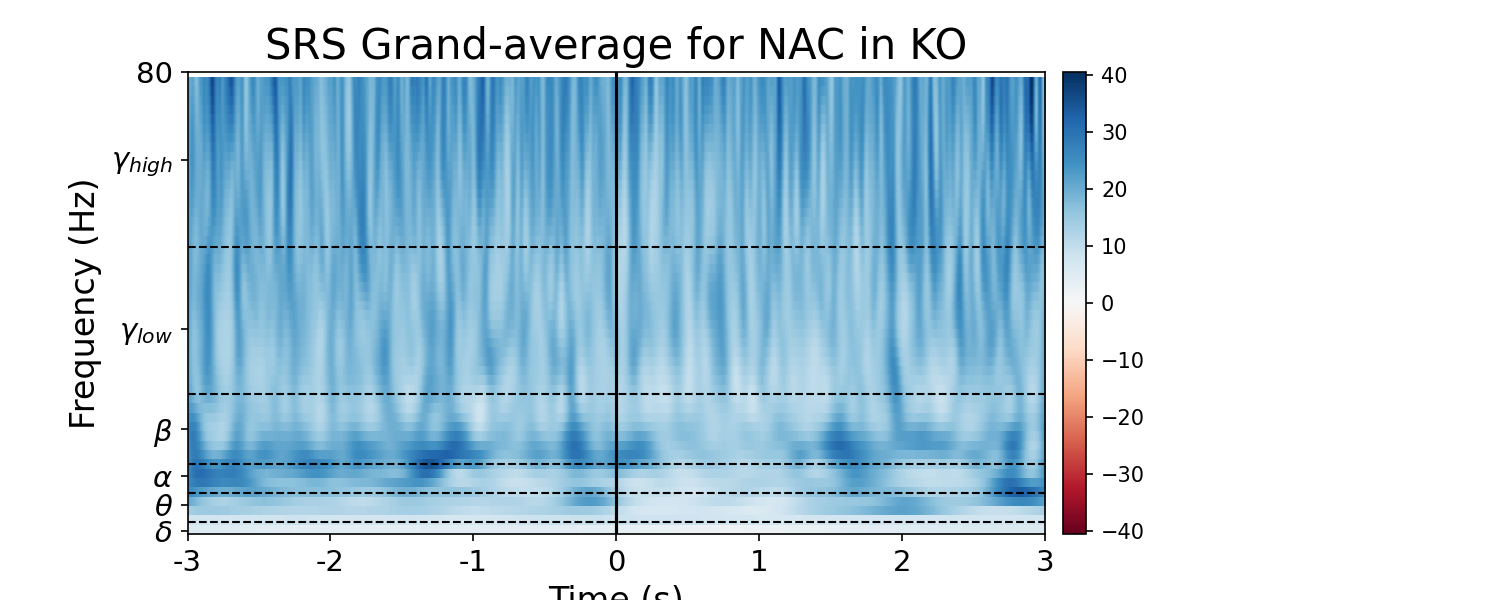 SRS Grand-average for NAC in KO
Frequency (Hz)
80
γhigh
γlow
β
α
θ
δ
-3 -2 -1 0 1 2 3
Time (s)
40
30
20
10
0
−10
−20
−30
−40